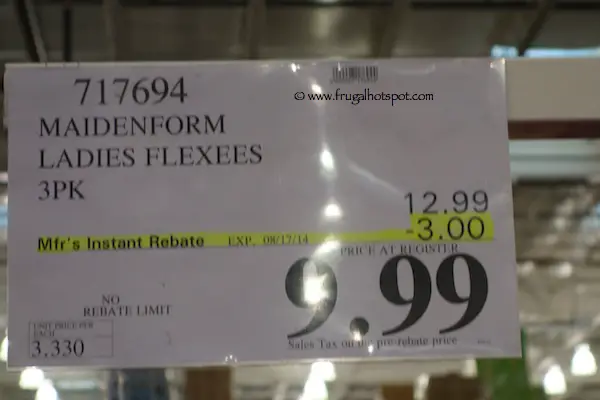 717694
© www.frugalhotspot.com
MAIDENFORM
LADIES FLEXEES
3PK
12.99
-3.00
Mfr's Instant Rebate EXP. 08/17/14
PRICE AT REGISTER
9.99
NO
REBATE LIMIT
UNIT PRICE PER
EACH
3.330
Sales Tax on the pre-rebate price